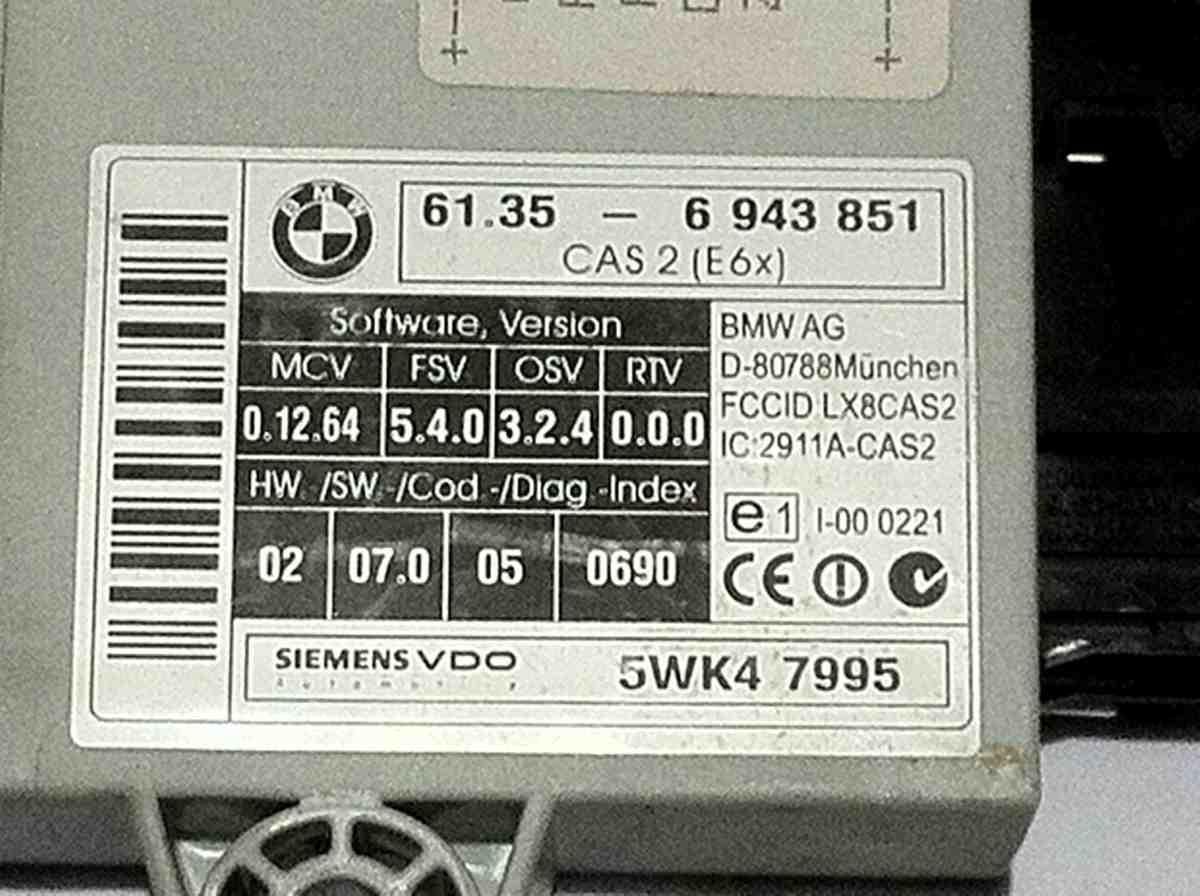 BMW
61.35 - 6 943 851
CAS 2 (E6x)
Software, Version
MCV FSV OSV RTV
0.12.64 5.4.0 3.2.4 0.0.0
HW -/SW -/Cod -/Diag -Index
02 07.0 05 0690
BMW AG
D-80788München
FCCID LX8CAS2
IC:2911A-CAS2
e1 I-00 0221
CE
SIEMENS VDO
Automotive
5WK4 7995